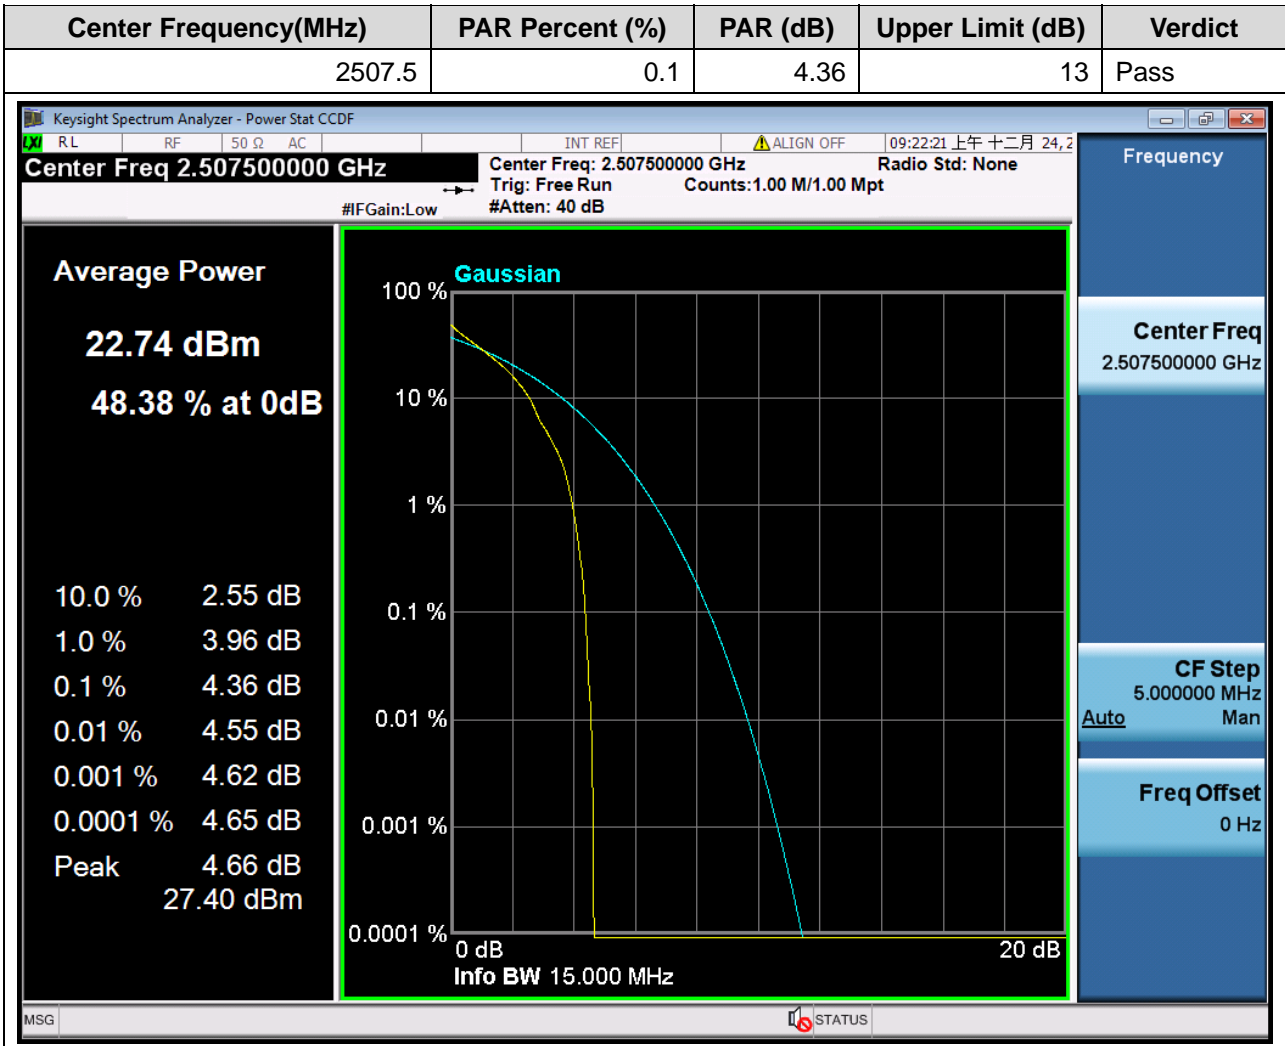 Center Frequency(MHz) PAR Percent (%) PAR (dB) Upper Limit (dB) Verdict
2507.5 0.1 4.36 13 Pass
Keysight Spectrum Analyzer - Power Stat CCDF
LXI RL RF 50 Ω AC INT REF ALIGN OFF 09:22:21 上午 十二月 24, 2
Center Freq 2.507500000 GHz
#IFGain:Low
Center Freq: 2.507500000 GHz Radio Std: None
Trig: Free Run Counts:1.00 M/1.00 Mpt
#Atten: 40 dB
Average Power
22.74 dBm
48.38 % at 0dB
10.0 % 2.55 dB
1.0 % 3.96 dB
0.1 % 4.36 dB
0.01 % 4.55 dB
0.001 % 4.62 dB
0.0001 % 4.65 dB
Peak 4.66 dB
27.40 dBm
Gaussian
100 %
10 %
1 %
0.1 %
0.01 %
0.001 %
0.0001 %
0 dB 20 dB
Info BW 15.000 MHz
Frequency
Center Freq
2.507500000 GHz
CF Step
5.000000 MHz
Auto Man
Freq Offset
0 Hz
MSG STATUS